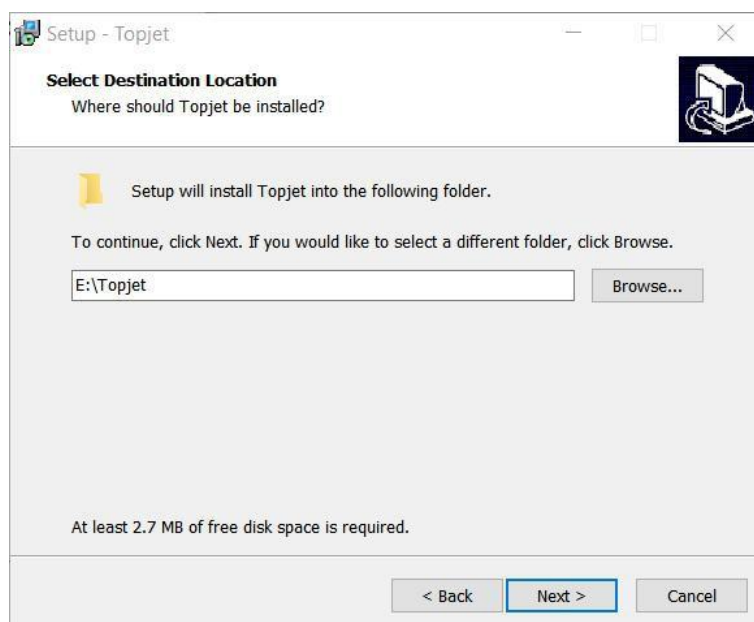 Setup - Topjet
Select Destination Location
Where should Topjet be installed?
Setup will install Topjet into the following folder.
To continue, click Next. If you would like to select a different folder, click Browse.
E:\Topjet
Browse...
At least 2.7 MB of free disk space is required.
< Back
Next >
Cancel